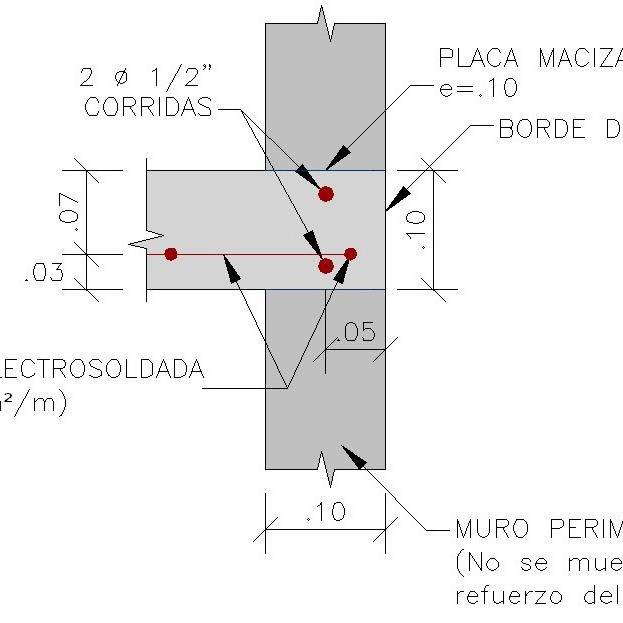 2 ø 1/2”
CORRIDAS
PLACA MACIZA
e=.10
BORDE D
.07
.03
.10
.05
LECTROSOLDADA
²/m)
.10
MURO PERIM
(No se mue
refuerzo del